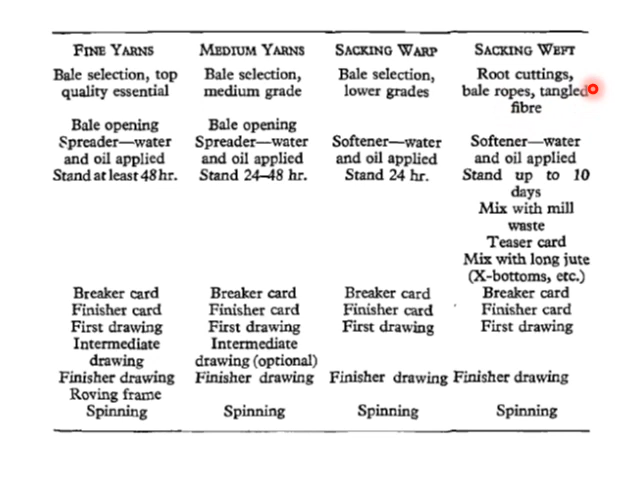 FINE YARNS MEDIUM YARNS SACKING WARP SACKING WEFT
Bale selection, top Bale selection, Bale selection, Root cuttings,
quality essential medium grade lower grades bale ropes, tangled
fibre
Bale opening Bale opening
Spreader—water Spreader—water Softener—water Softener—water
and oil applied and oil applied and oil applied and oil applied
Stand at least 48 hr. Stand 24–48 hr. Stand 24 hr. Stand up to 10
days
Mix with mill
waste
Teaser card
Mix with long jute
(X-bottoms, etc.)
Breaker card Breaker card Breaker card Breaker card
Finisher card Finisher card Finisher card Finisher card
First drawing First drawing First drawing First drawing
Intermediate Intermediate
drawing drawing (optional)
Finisher drawing Finisher drawing Finisher drawing Finisher drawing
Roving frame
Spinning Spinning Spinning Spinning